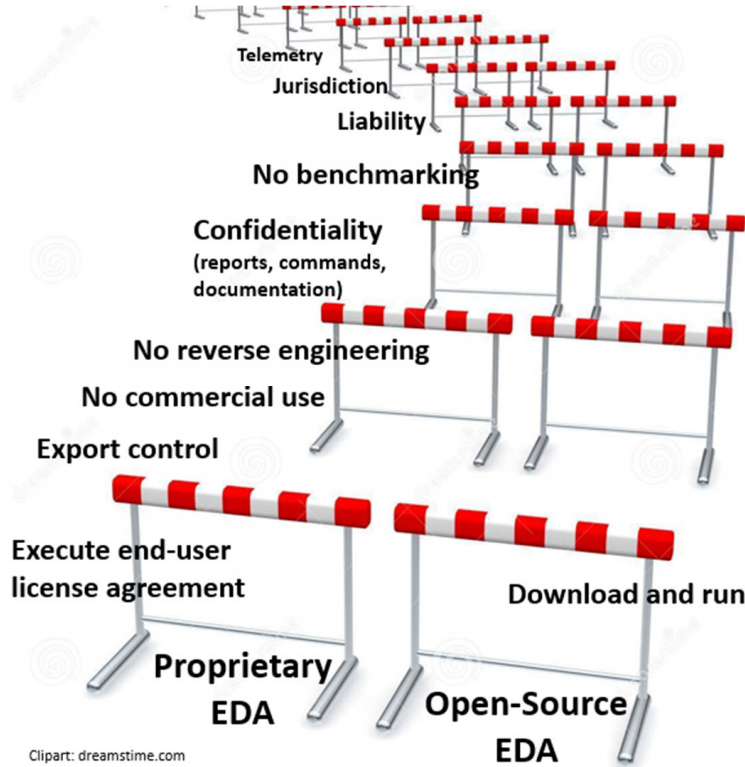 Telemetry
Jurisdiction
Liability
No benchmarking
Confidentiality
(reports, commands,
documentation)
No reverse engineering
No commercial use
Export control
Execute end-user
license agreement
Download and run
Proprietary
EDA
Open-Source
EDA
Clipart: dreamstime.com